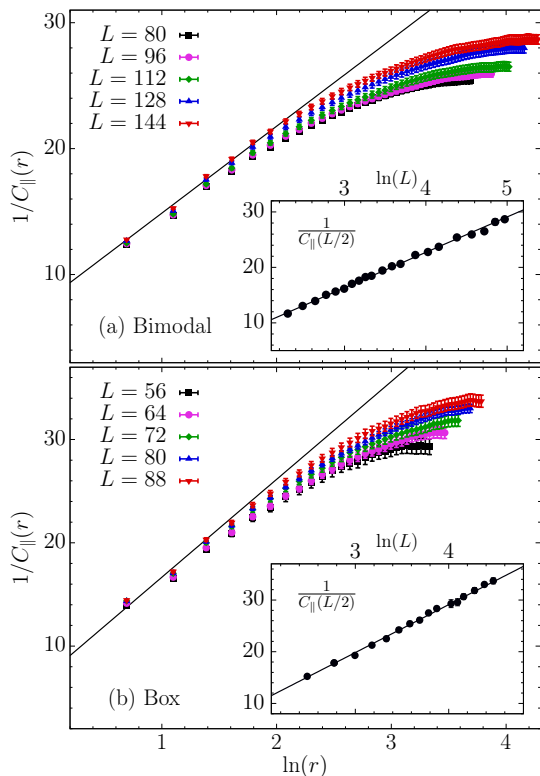 30
20
10
1/C∥(r)
L = 80
L = 96
L = 112
L = 128
L = 144
ln(L)
3 4 5
30
20
10
1/C∥(L/2)
(a) Bimodal
30
20
10
1/C∥(r)
L = 56
L = 64
L = 72
L = 80
L = 88
ln(L)
3 4
40
30
20
10
1/C∥(L/2)
(b) Box
1 2 3 4
ln(r)